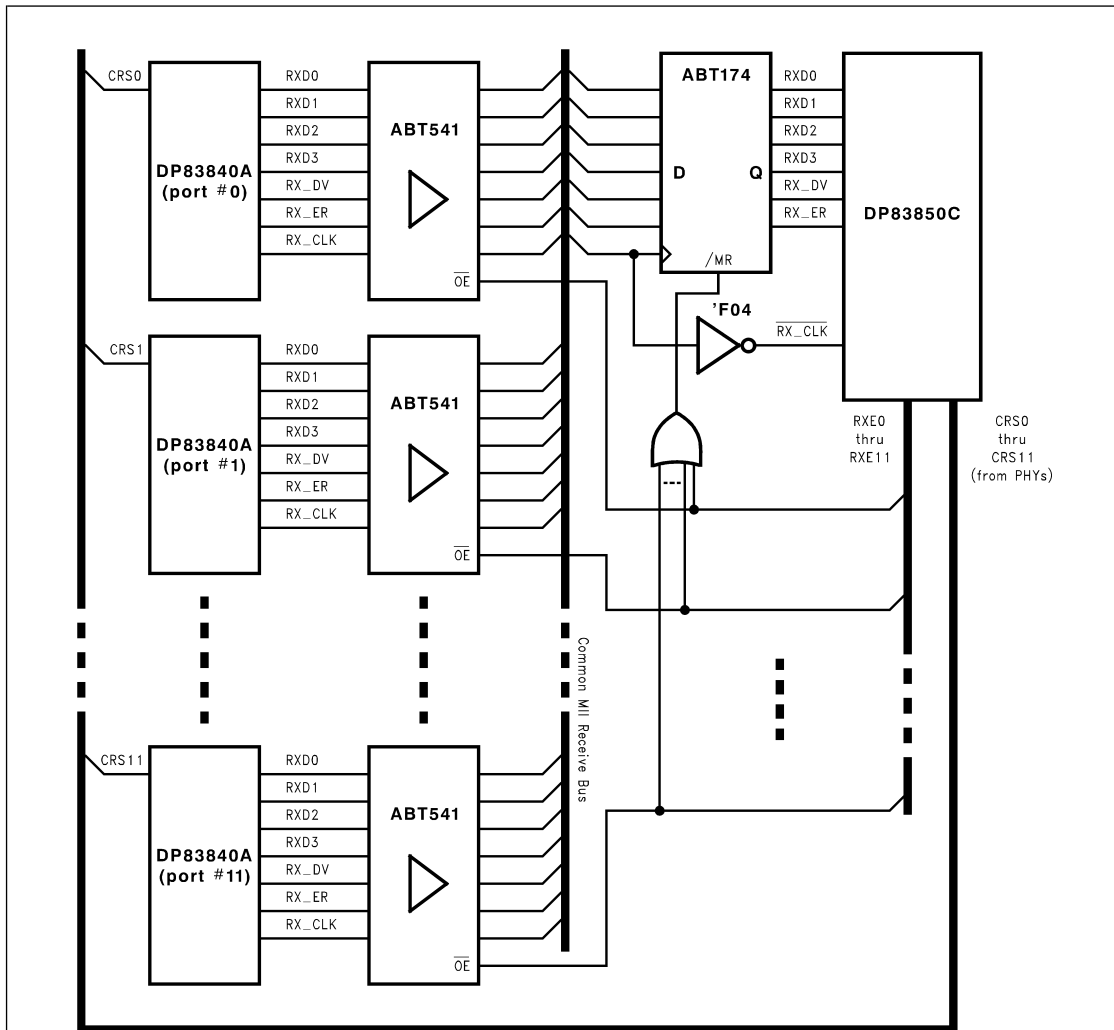 CRS0
DP83840A
(port #0)
RXD0
RXD1
RXD2
RXD3
RX_DV
RX_ER
RX_CLK
ABT541
OE
ABT174
D
Q
/MR
RXD0
RXD1
RXD2
RXD3
RX_DV
RX_ER
DP83850C
'F04
RX_CLK
RXE0
thru
RXE11
CRS0
thru
CRS11
(from PHYs)
CRS1
DP83840A
(port #1)
RXD0
RXD1
RXD2
RXD3
RX_DV
RX_ER
RX_CLK
ABT541
OE
Common MII Receive Bus
CRS11
DP83840A
(port #11)
RXD0
RXD1
RXD2
RXD3
RX_DV
RX_ER
RX_CLK
ABT541
OE